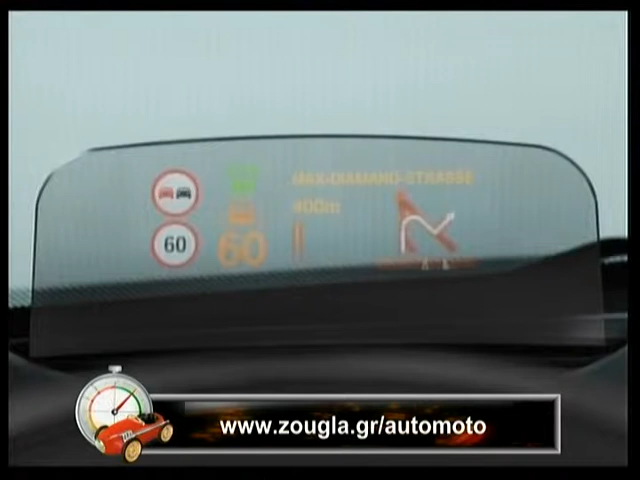 MAX-DIAMAND-STRASSE
400m
60
60
www.zougla.gr/automoto